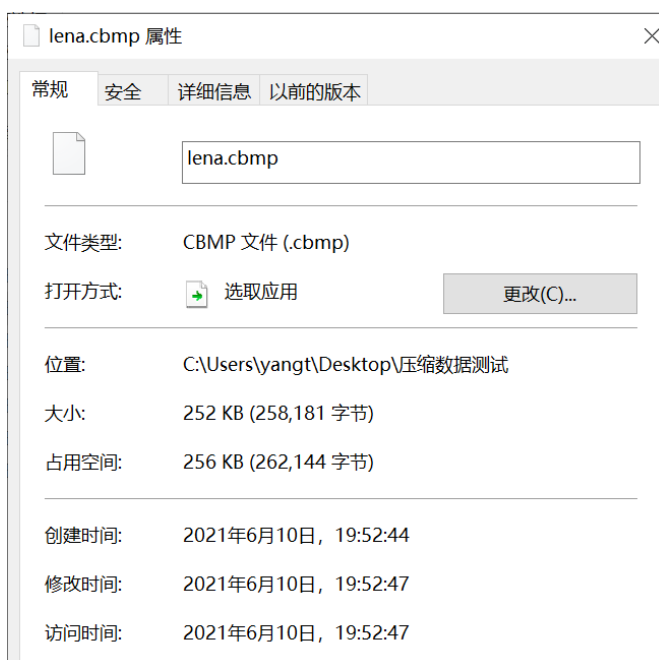 lena.cbmp 属性
常规 安全 详细信息 以前的版本
lena.cbmp
文件类型: CBMP 文件 (.cbmp)
打开方式: 选取应用 更改(C)...
位置: C:\Users\yangt\Desktop\压缩数据测试
大小: 252 KB (258,181 字节)
占用空间: 256 KB (262,144 字节)
创建时间: 2021年6月10日，19:52:44
修改时间: 2021年6月10日，19:52:47
访问时间: 2021年6月10日，19:52:47